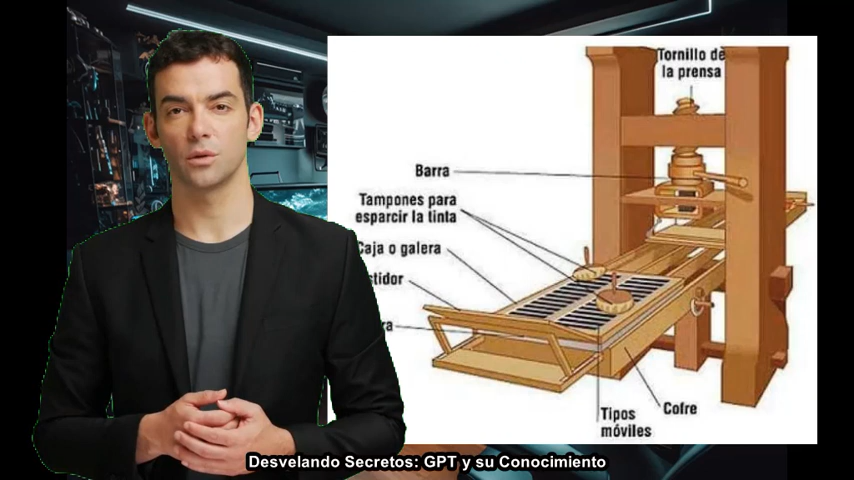 Tornillo de
la prensa
Barra
Tampones para
esparcir la tinta
Caja o galera
Cofre
Tipos
móviles
Desvelando Secretos: GPT y su Conocimiento